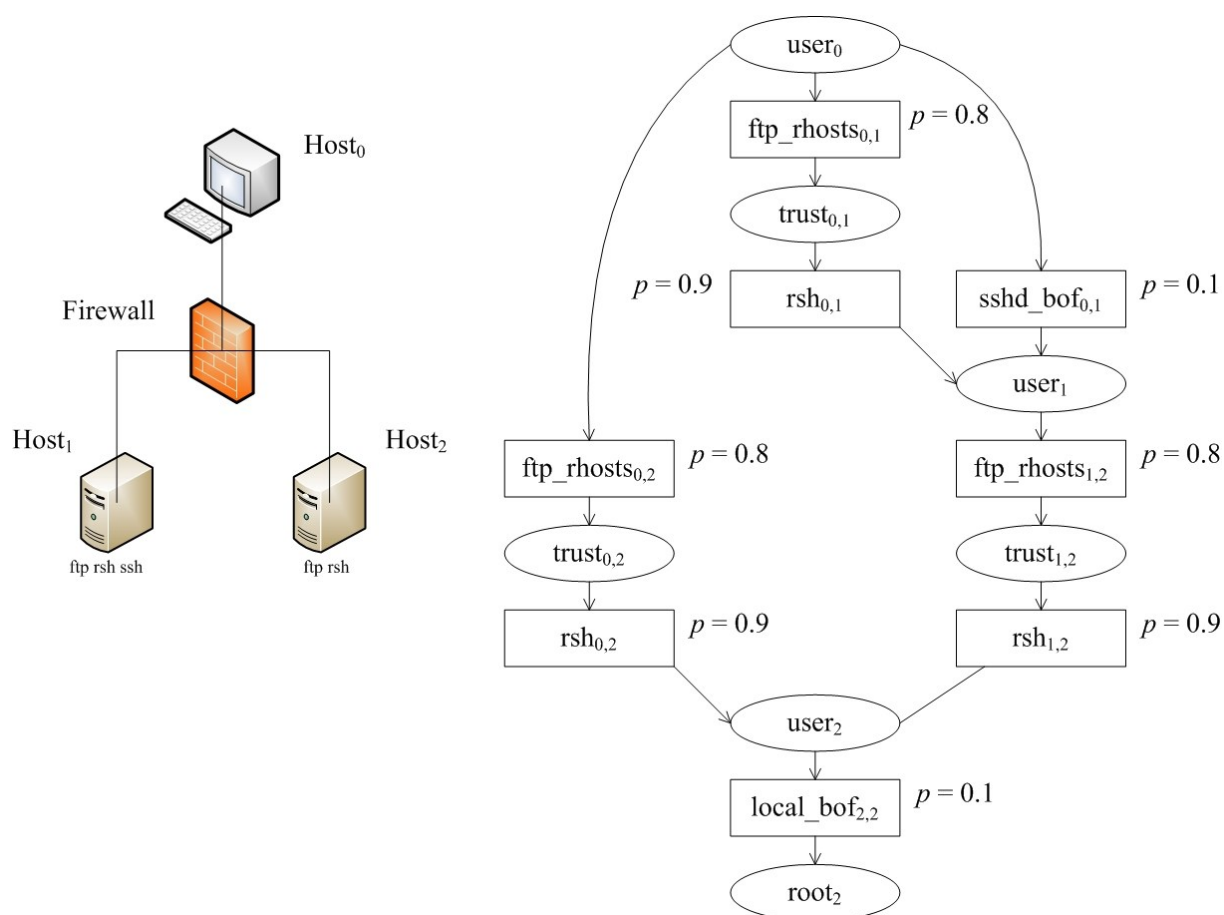 Host₀
Firewall
Host₁
Host₂
ftp rsh ssh
ftp rsh
user₀
ftp_rhosts₀,₁
p = 0.8
trust₀,₁
p = 0.9
rsh₀,₁
sshd_bof₀,₁
p = 0.1
user₁
ftp_rhosts₀,₂
p = 0.8
ftp_rhosts₁,₂
p = 0.8
trust₀,₂
trust₁,₂
rsh₀,₂
p = 0.9
rsh₁,₂
p = 0.9
user₂
local_bof₂,₂
p = 0.1
root₂